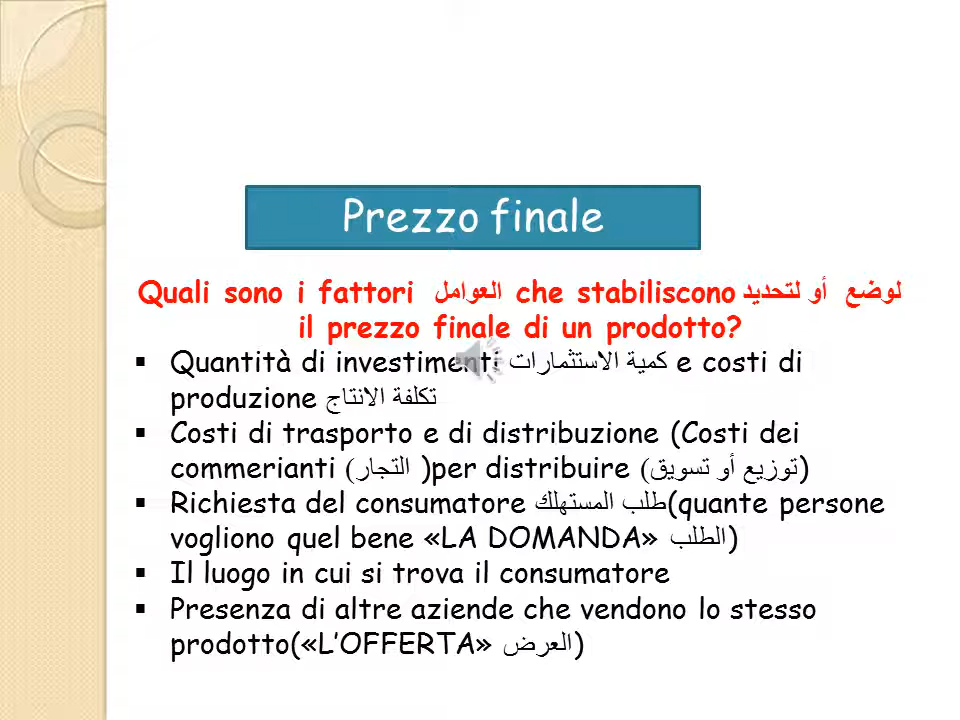 Prezzo finale
Quali sono i fattori العوامل che stabiliscono لوضع أو لتحديد
il prezzo finale di un prodotto?
▪ Quantità di investimenti كمية الاستثمارات e costi di
produzione تكلفة الانتاج
▪ Costi di trasporto e di distribuzione (Costi dei
commerianti (التجار )per distribuire (توزيع أو تسويق)
▪ Richiesta del consumatore طلب المستهلك(quante persone
vogliono quel bene «LA DOMANDA» الطلب)
▪ Il luogo in cui si trova il consumatore
▪ Presenza di altre aziende che vendono lo stesso
prodotto(«L’OFFERTA» العرض)